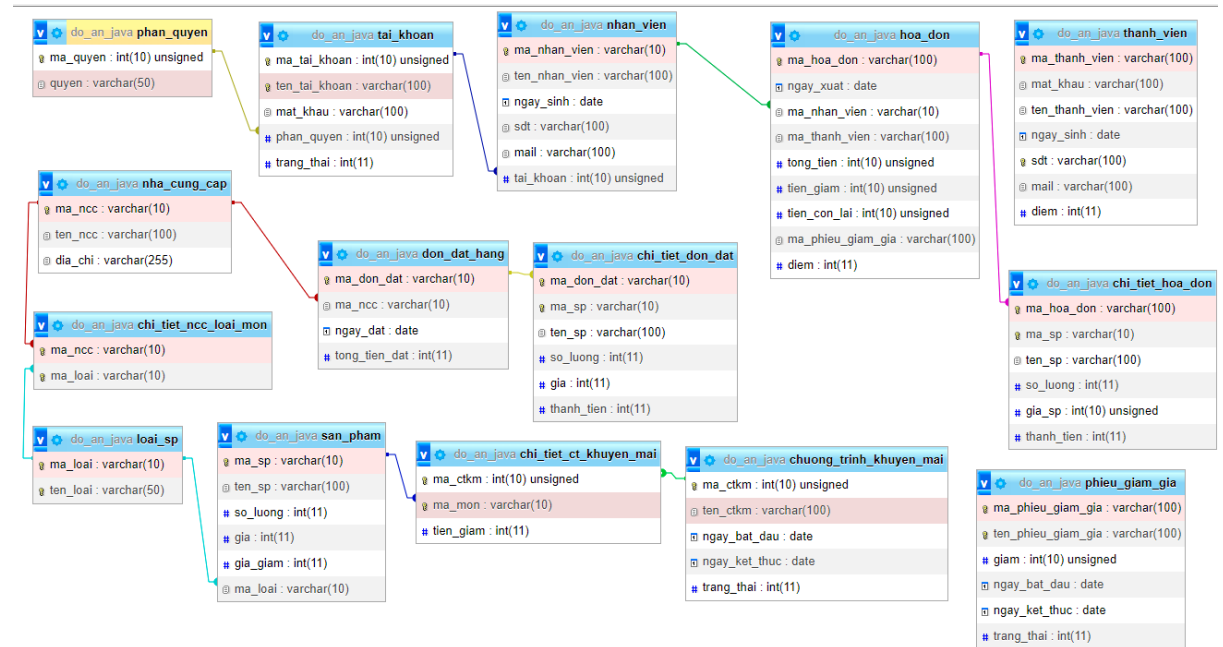 do_an_java phan_quyen
ma_quyen : int(10) unsigned
quyen : varchar(50)
do_an_java tai_khoan
ma_tai_khoan : int(10) unsigned
ten_tai_khoan : varchar(100)
mat_khau : varchar(100)
phan_quyen : int(10) unsigned
trang_thai : int(11)
do_an_java nhan_vien
ma_nhan_vien : varchar(10)
ten_nhan_vien : varchar(100)
ngay_sinh : date
sdt : varchar(100)
mail : varchar(100)
tai_khoan : int(10) unsigned
do_an_java hoa_don
ma_hoa_don : varchar(100)
ngay_xuat : date
ma_nhan_vien : varchar(10)
ma_thanh_vien : varchar(100)
tong_tien : int(10) unsigned
tien_giam : int(10) unsigned
tien_con_lai : int(10) unsigned
ma_phieu_giam_gia : varchar(100)
diem : int(11)
do_an_java thanh_vien
ma_thanh_vien : varchar(100)
mat_khau : varchar(100)
ten_thanh_vien : varchar(100)
ngay_sinh : date
sdt : varchar(100)
mail : varchar(100)
diem : int(11)
do_an_java nha_cung_cap
ma_ncc : varchar(10)
ten_ncc : varchar(100)
dia_chi : varchar(255)
do_an_java don_dat_hang
ma_don_dat : varchar(10)
ma_ncc : varchar(10)
ngay_dat : date
tong_tien_dat : int(11)
do_an_java chi_tiet_don_dat
ma_don_dat : varchar(10)
ma_sp : varchar(10)
ten_sp : varchar(100)
so_luong : int(11)
gia : int(11)
thanh_tien : int(11)
do_an_java chi_tiet_hoa_don
ma_hoa_don : varchar(100)
ma_sp : varchar(10)
ten_sp : varchar(100)
so_luong : int(11)
gia_sp : int(10) unsigned
thanh_tien : int(11)
do_an_java chi_tiet_ncc_loai_mon
ma_ncc : varchar(10)
ma_loai : varchar(10)
do_an_java loai_sp
ma_loai : varchar(10)
ten_loai : varchar(50)
do_an_java san_pham
ma_sp : varchar(10)
ten_sp : varchar(100)
so_luong : int(11)
gia : int(11)
gia_giam : int(11)
ma_loai : varchar(10)
do_an_java chi_tiet_ct_khuyen_mai
ma_ctkm : int(10) unsigned
ma_mon : varchar(10)
tien_giam : int(11)
do_an_java chuong_trinh_khuyen_mai
ma_ctkm : int(10) unsigned
ten_ctkm : varchar(100)
ngay_bat_dau : date
ngay_ket_thuc : date
trang_thai : int(11)
do_an_java phieu_giam_gia
ma_phieu_giam_gia : varchar(100)
ten_phieu_giam_gia : varchar(100)
giam : int(10) unsigned
ngay_bat_dau : date
ngay_ket_thuc : date
trang_thai : int(11)